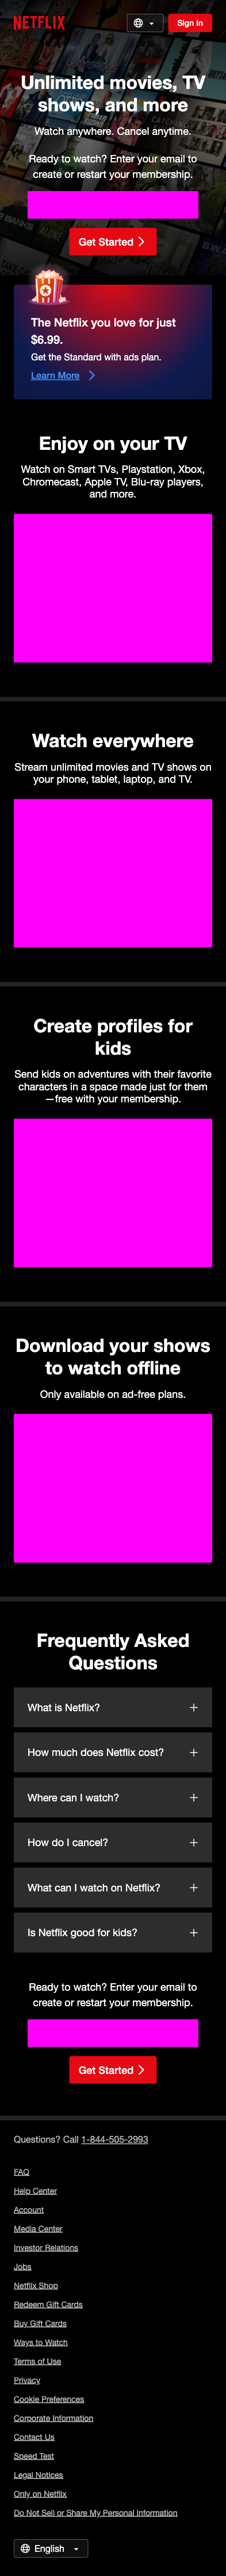 NETFLIX
Sign In
Unlimited movies, TV
shows, and more
Watch anywhere. Cancel anytime.
Ready to watch? Enter your email to
create or restart your membership.
Get Started
The Netflix you love for just
$6.99.
Get the Standard with ads plan.
Learn More
Enjoy on your TV
Watch on Smart TVs, Playstation, Xbox,
Chromecast, Apple TV, Blu-ray players,
and more.
Watch everywhere
Stream unlimited movies and TV shows on
your phone, tablet, laptop, and TV.
Create profiles for
kids
Send kids on adventures with their favorite
characters in a space made just for them
—free with your membership.
Download your shows
to watch offline
Only available on ad-free plans.
Frequently Asked
Questions
What is Netflix?
How much does Netflix cost?
Where can I watch?
How do I cancel?
What can I watch on Netflix?
Is Netflix good for kids?
Ready to watch? Enter your email to
create or restart your membership.
Get Started
Questions? Call 1-844-505-2993
FAQ
Help Center
Account
Media Center
Investor Relations
Jobs
Netflix Shop
Redeem Gift Cards
Buy Gift Cards
Ways to Watch
Terms of Use
Privacy
Cookie Preferences
Corporate Information
Contact Us
Speed Test
Legal Notices
Only on Netflix
Do Not Sell or Share My Personal Information
English